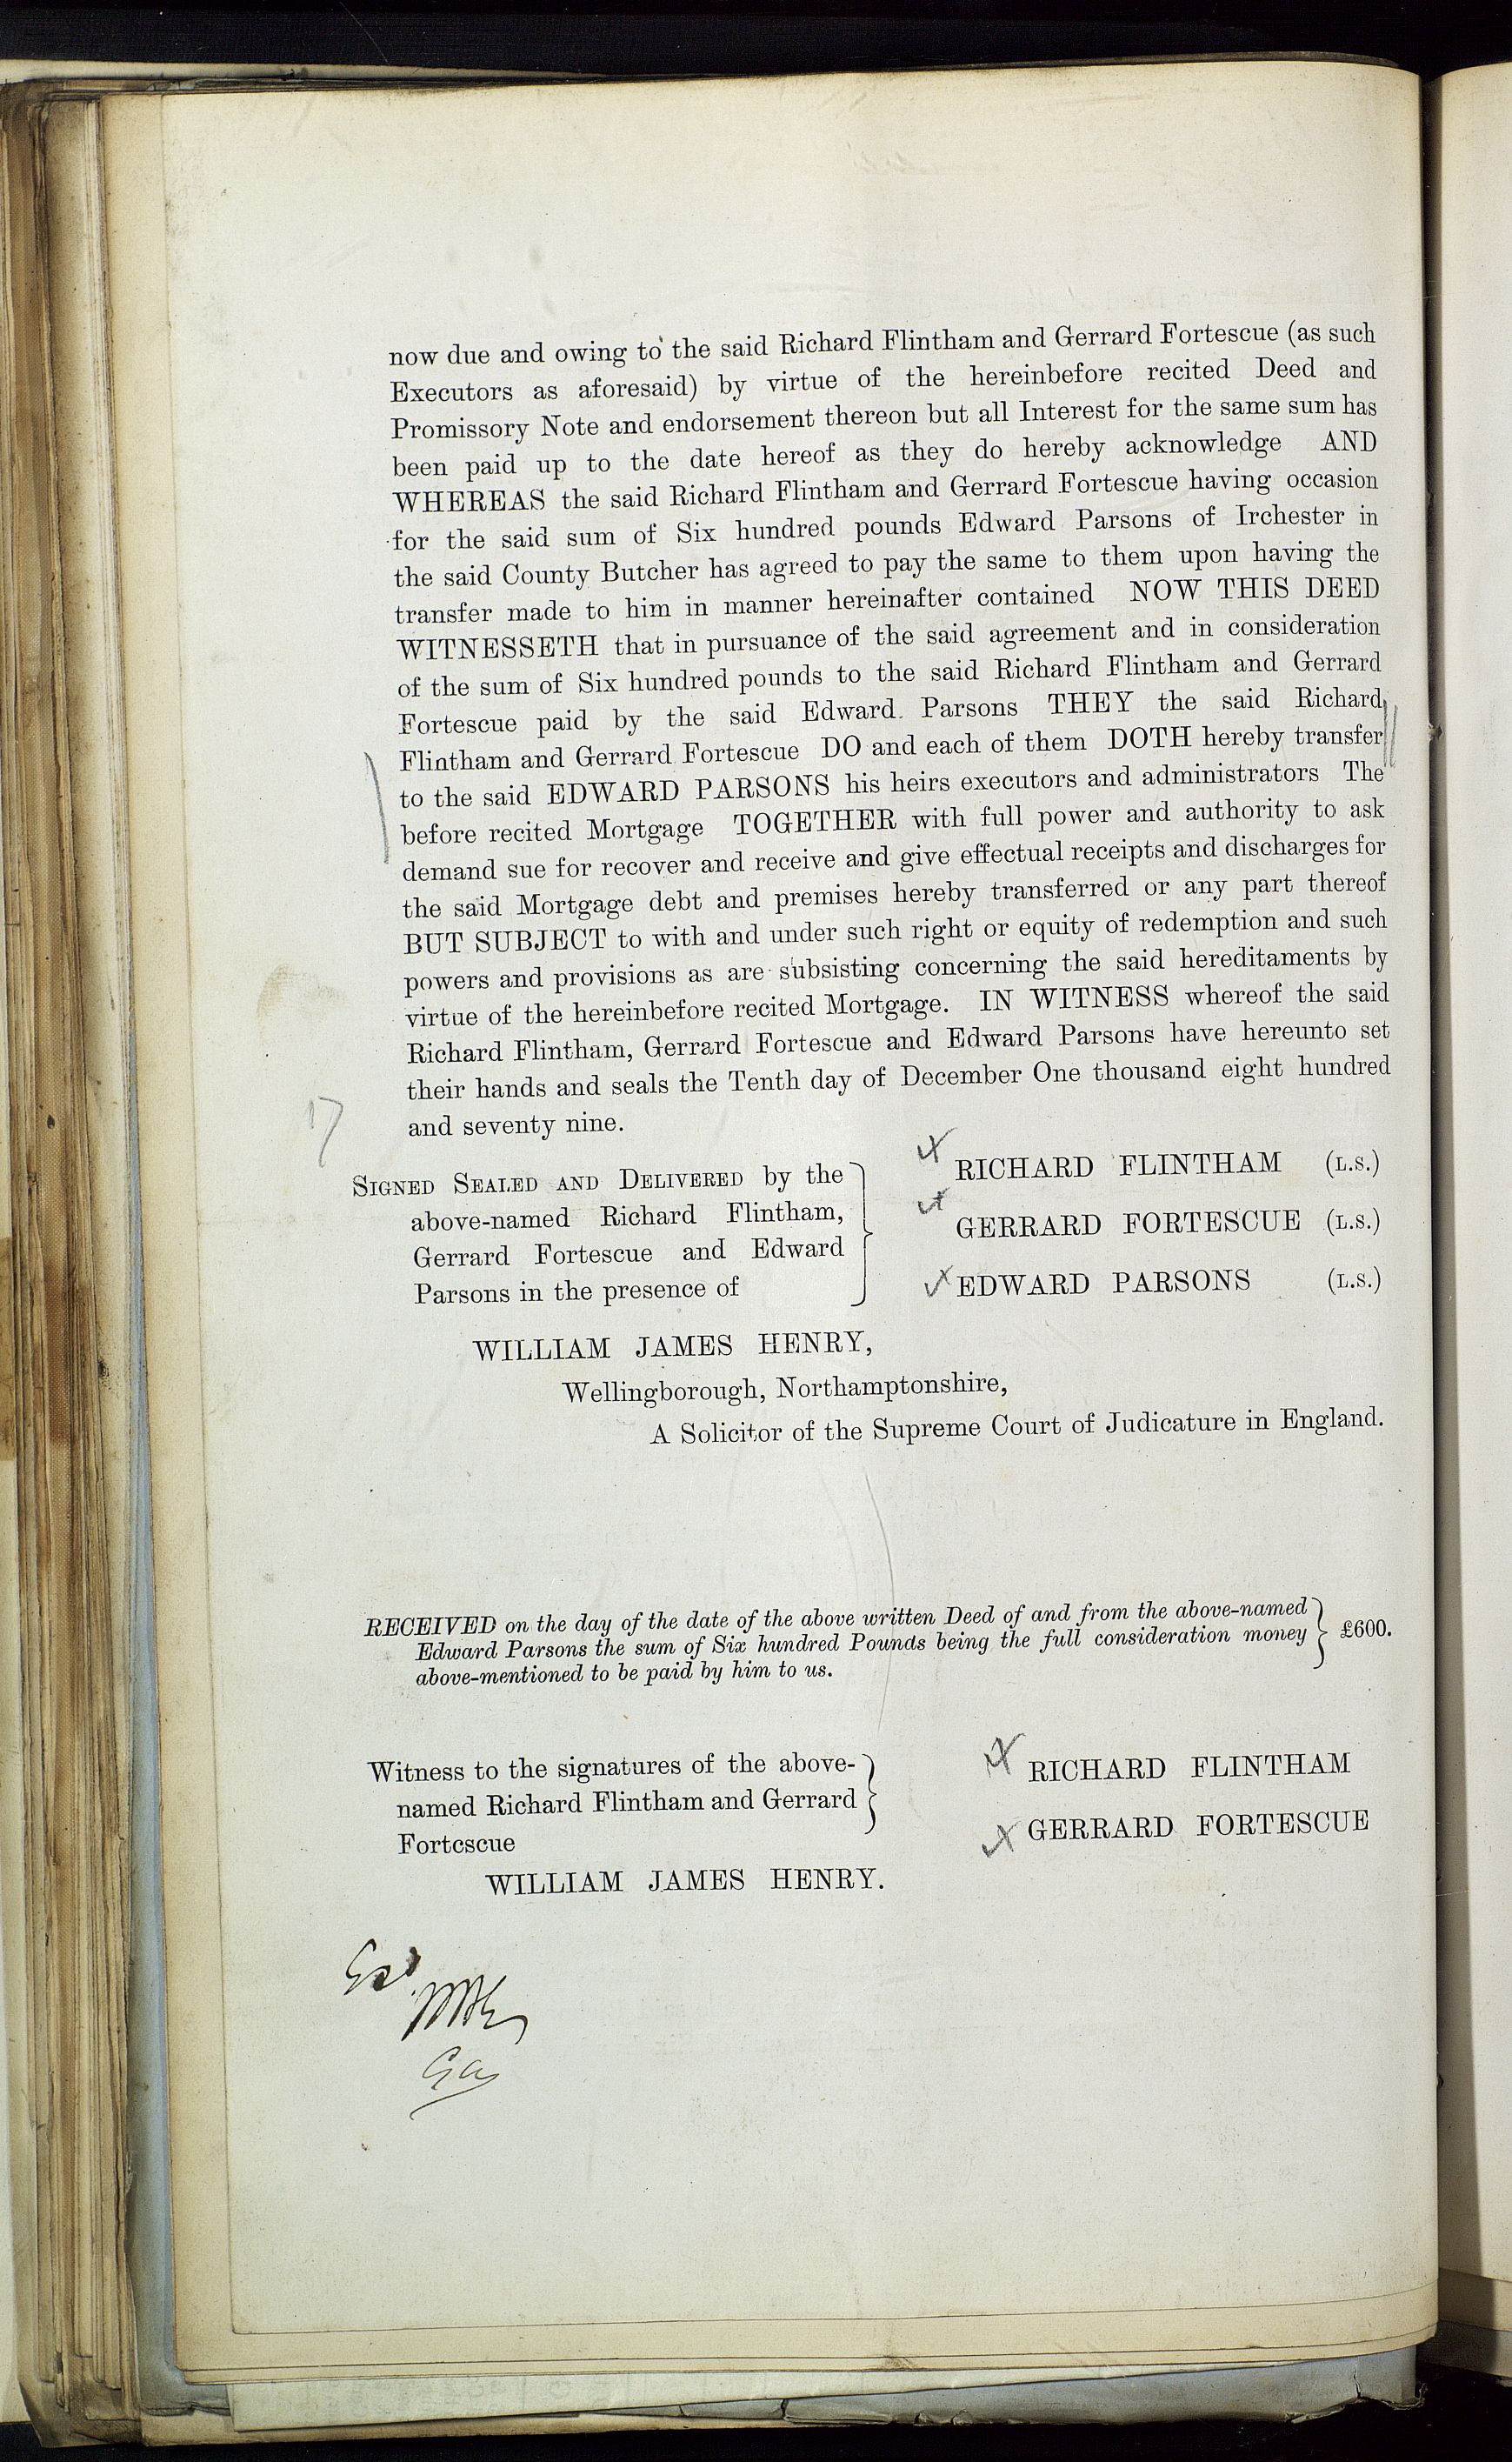 now due and owing to the said Richard Flintham and Gerrard Fortescue (as such
Executors as aforesaid) by virtue of the hereinbefore recited Deed and
Promissory Note and endorsement thereon but all Interest for the same sum has
been paid up to the date hereof as they do hereby acknowledge AND
WHEREAS the said Richard Flintham and Gerrard Fortescue having occasion
for the said sum of Six hundred pounds Edward Parsons of Irchester in
the said County Butcher has agreed to pay the same to them upon having the
transfer made to him in manner hereinafter contained NOW THIS DEED
WITNESSETH that in pursuance of the said agreement and in consideration
of the sum of Six hundred pounds to the said Richard Flintham and Gerrard
Fortescue paid by the said Edward Parsons THEY the said Richard
Flintham and Gerrard Fortescue DO and each of them DOTH hereby transfer
to the said EDWARD PARSONS his heirs executors and administrators The
before recited Mortgage TOGETHER with full power and authority to ask
demand sue for recover and receive and give effectual receipts and discharges for
the said Mortgage debt and premises hereby transferred or any part thereof
BUT SUBJECT to with and under such right or equity of redemption and such
powers and provisions as are subsisting concerning the said hereditaments by
virtue of the hereinbefore recited Mortgage. IN WITNESS whereof the said
Richard Flintham, Gerrard Fortescue and Edward Parsons have hereunto set
their hands and seals the Tenth day of December One thousand eight hundred
and seventy nine.
17
SIGNED SEALED AND DELIVERED by the
above-named Richard Flintham,
Gerrard Fortescue and Edward
Parsons in the presence of
RICHARD FLINTHAM (L.S.)
GERRARD FORTESCUE (L.S.)
EDWARD PARSONS (L.S.)
WILLIAM JAMES HENRY,
Wellingborough, Northamptonshire,
A Solicitor of the Supreme Court of Judicature in England.
RECEIVED on the day of the date of the above written Deed of and from the above-named
Edward Parsons the sum of Six hundred Pounds being the full consideration money
above-mentioned to be paid by him to us.
£600.
Witness to the signatures of the above-
named Richard Flintham and Gerrard
Fortescue
RICHARD FLINTHAM
GERRARD FORTESCUE
WILLIAM JAMES HENRY.